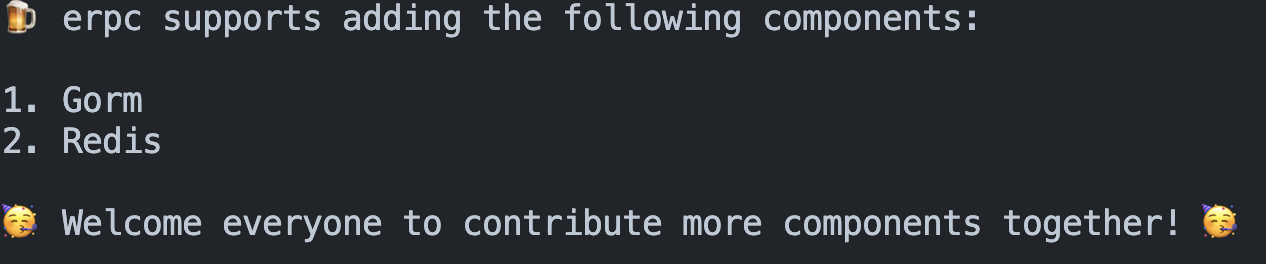 🍺 erpc supports adding the following components:
1. Gorm
2. Redis
🥳 Welcome everyone to contribute more components together! 🥳